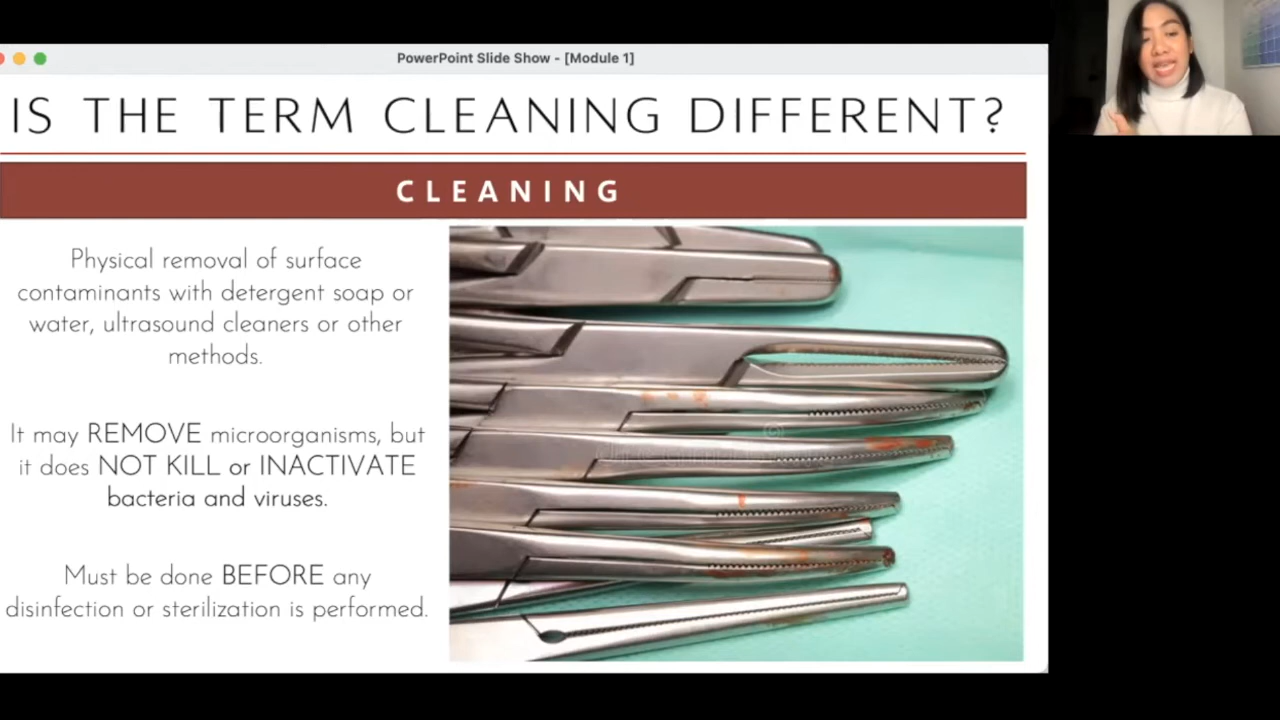 PowerPoint Slide Show - [Module 1]
IS THE TERM CLEANING DIFFERENT?
CLEANING
Physical removal of surface
contaminants with detergent soap or
water, ultrasound cleaners or other
methods.
It may REMOVE microorganisms, but
it does NOT KILL or INACTIVATE
bacteria and viruses.
Must be done BEFORE any
disinfection or sterilization is performed.